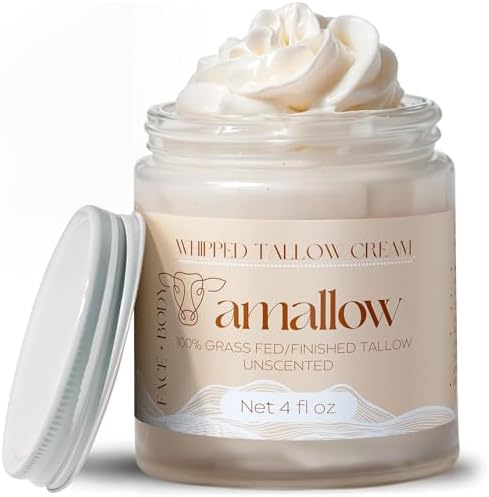 WHIPPED TALLOW CREAM
FACE + BODY
amallow
100% GRASS FED/FINISHED TALLOW
UNSCENTED
Net 4 fl oz